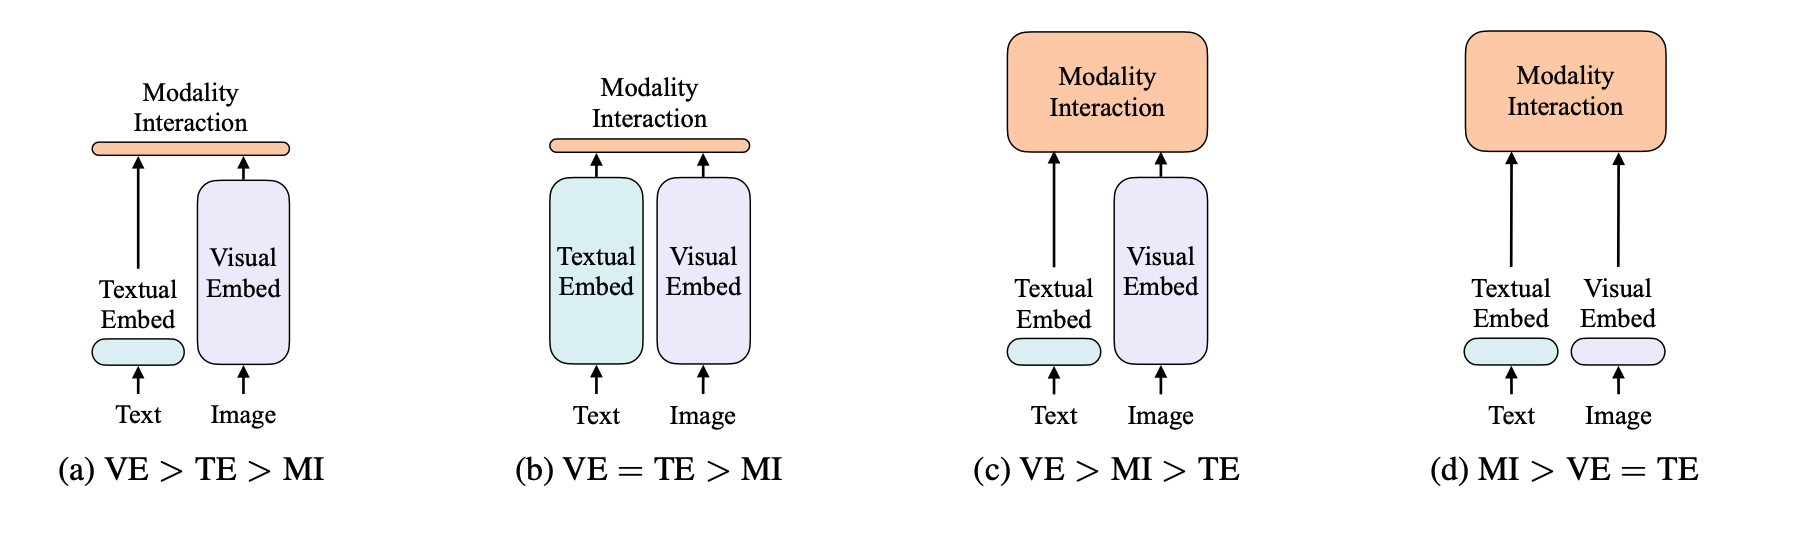 Modality
Interaction
Textual
Embed
Visual
Embed
Text
Image
(a) VE > TE > MI
Modality
Interaction
Textual
Embed
Visual
Embed
Text
Image
(b) VE = TE > MI
Modality
Interaction
Textual
Embed
Visual
Embed
Text
Image
(c) VE > MI > TE
Modality
Interaction
Textual
Embed
Visual
Embed
Text
Image
(d) MI > VE = TE